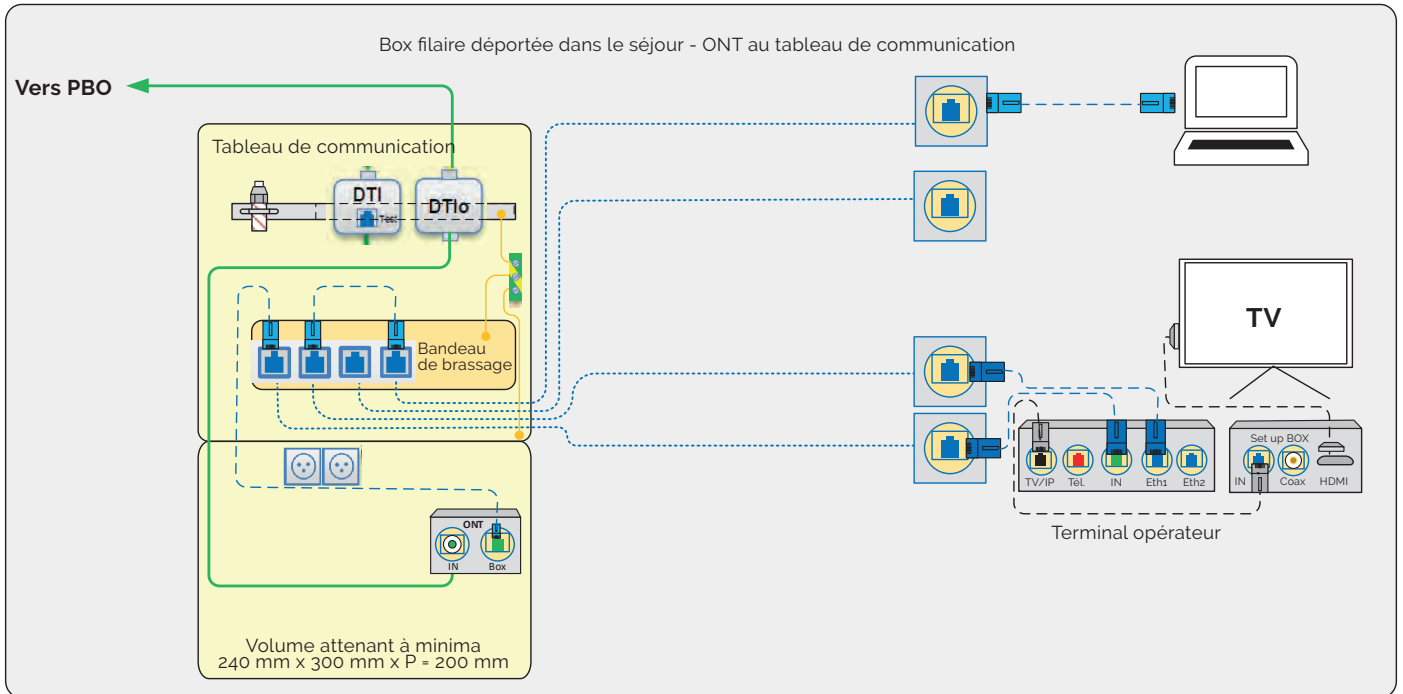 Box filaire déportée dans le séjour - ONT au tableau de communication
Vers PBO
Tableau de communication
DTI
Test
DTIo
Bandeau
de brassage
TV
Set up BOX
IN
Coax
HDMI
TV/IP
Tél.
IN
Eth1
Eth2
Terminal opérateur
ONT
IN
Box
Volume attenant à minima
240 mm x 300 mm x P = 200 mm